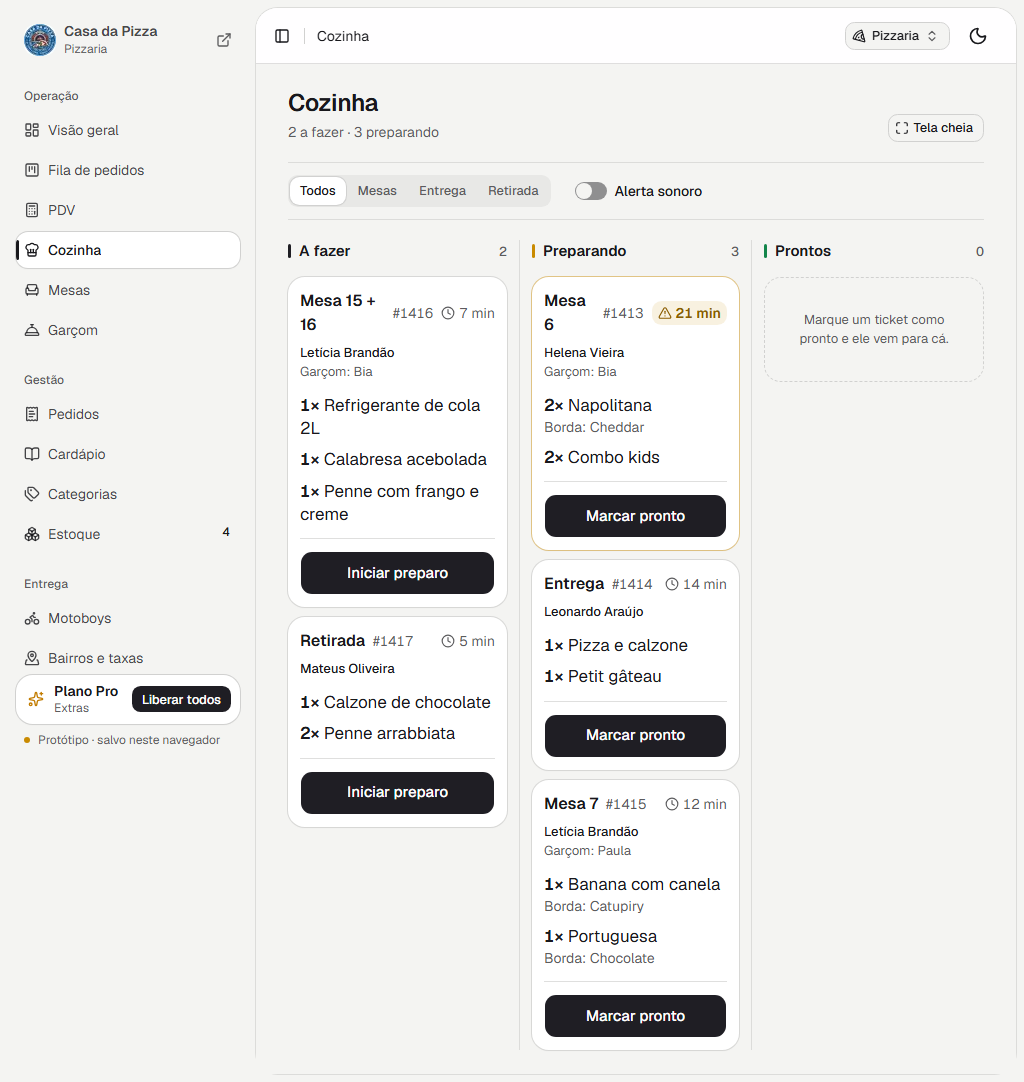 Casa da Pizza
Pizzaria
Operação
Visão geral
Fila de pedidos
PDV
Cozinha
Mesas
Garçom
Gestão
Pedidos
Cardápio
Categorias
Estoque
4
Entrega
Motoboys
Bairros e taxas
Plano Pro
Extras
Liberar todos
Protótipo · salvo neste navegador
Cozinha
Pizzaria
Cozinha
2 a fazer · 3 preparando
Tela cheia
Todos
Mesas
Entrega
Retirada
Alerta sonoro
A fazer
2
Mesa 15 +
16
#1416
7 min
Letícia Brandão
Garçom: Bia
1× Refrigerante de cola
2L
1× Calabresa acebolada
1× Penne com frango e
creme
Iniciar preparo
Retirada
#1417
5 min
Mateus Oliveira
1× Calzone de chocolate
2× Penne arrabbiata
Iniciar preparo
Preparando
3
Mesa
6
#1413
21 min
Helena Vieira
Garçom: Bia
2× Napolitana
Borda: Cheddar
2× Combo kids
Marcar pronto
Entrega
#1414
14 min
Leonardo Araújo
1× Pizza e calzone
1× Petit gâteau
Marcar pronto
Mesa 7
#1415
12 min
Letícia Brandão
Garçom: Paula
1× Banana com canela
Borda: Catupiry
1× Portuguesa
Borda: Chocolate
Marcar pronto
Prontos
0
Marque um ticket como
pronto e ele vem para cá.